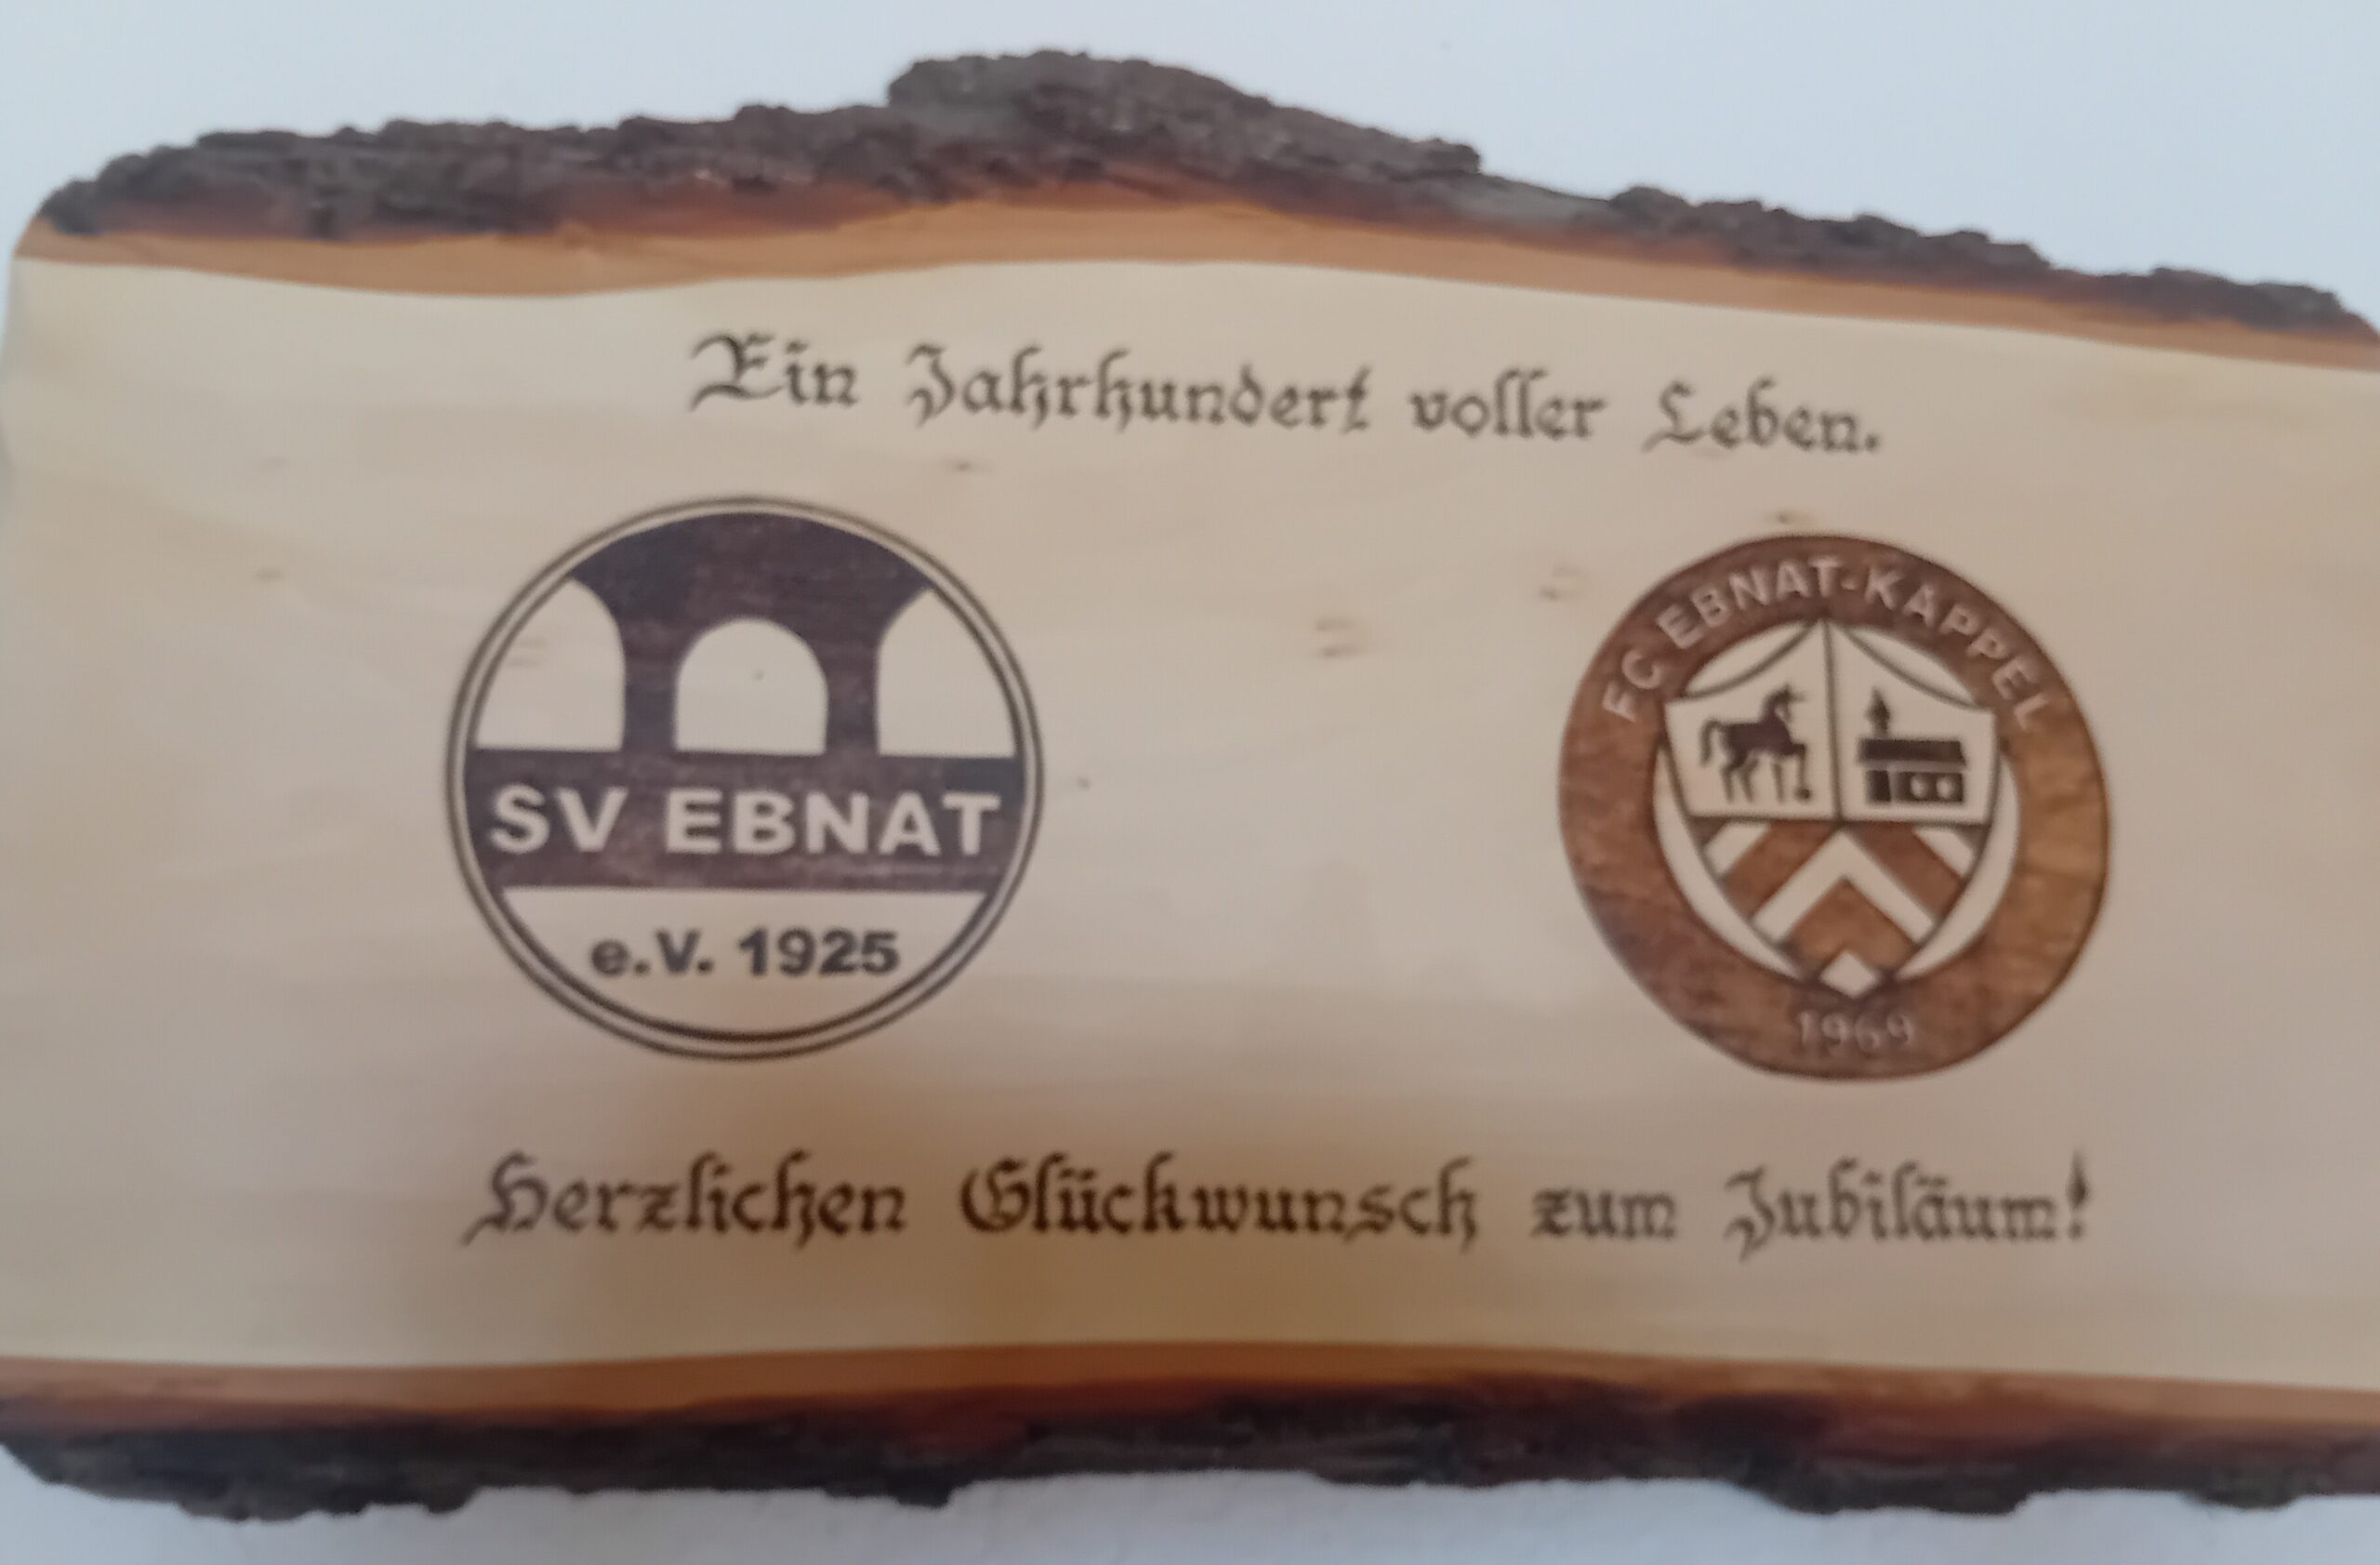 Ein Jahrhundert voller Leben.
SV EBNAT
e.V. 1925
FC EBNAT-KAPPEL
1969
Herzlichen Glückwunsch zum Jubiläum!